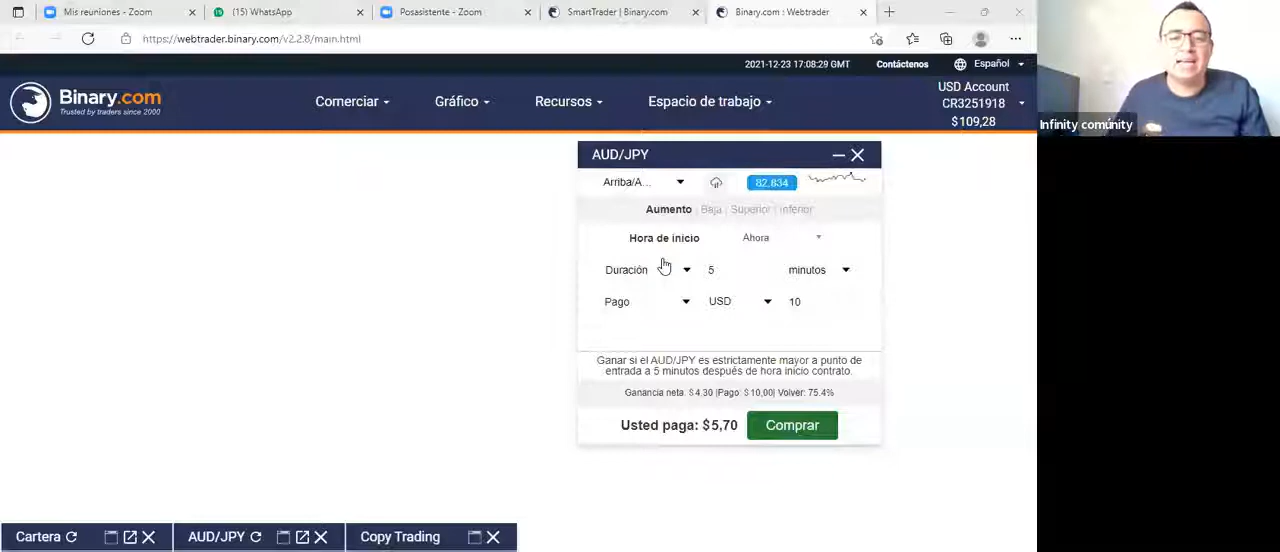 Mis reuniones - Zoom
(15) WhatsApp
Posasistente - Zoom
SmartTrader | Binary.com
Binary.com : Webtrader
https://webtrader.binary.com/v2.2.8/main.html
2021-12-23 17:08:29 GMT
Contáctenos
Español
Binary.com
Trusted by traders since 2000
Comerciar
Gráfico
Recursos
Espacio de trabajo
USD Account
CR3251918
$109,28
Infinity comúnity
AUD/JPY
Arriba/A...
82,834
Aumento | Baja | Superior | Inferior
Hora de inicio Ahora
Duración 5 minutos
Pago USD 10
Ganar si el AUD/JPY es estrictamente mayor a punto de
entrada a 5 minutos después de hora inicio contrato.
Ganancia neta: $4,30 |Pago: $10,00| Volver: 75.4%
Usted paga: $5,70 Comprar
Cartera
AUD/JPY
Copy Trading